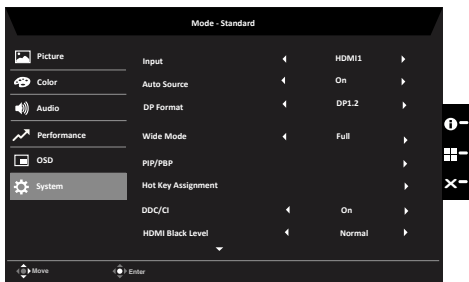 Mode - Standard
Picture
Color
Audio
Performance
OSD
System
Input HDMI1
Auto Source On
DP Format DP1.2
Wide Mode Full
PIP/PBP
Hot Key Assignment
DDC/CI On
HDMI Black Level Normal
Move Enter